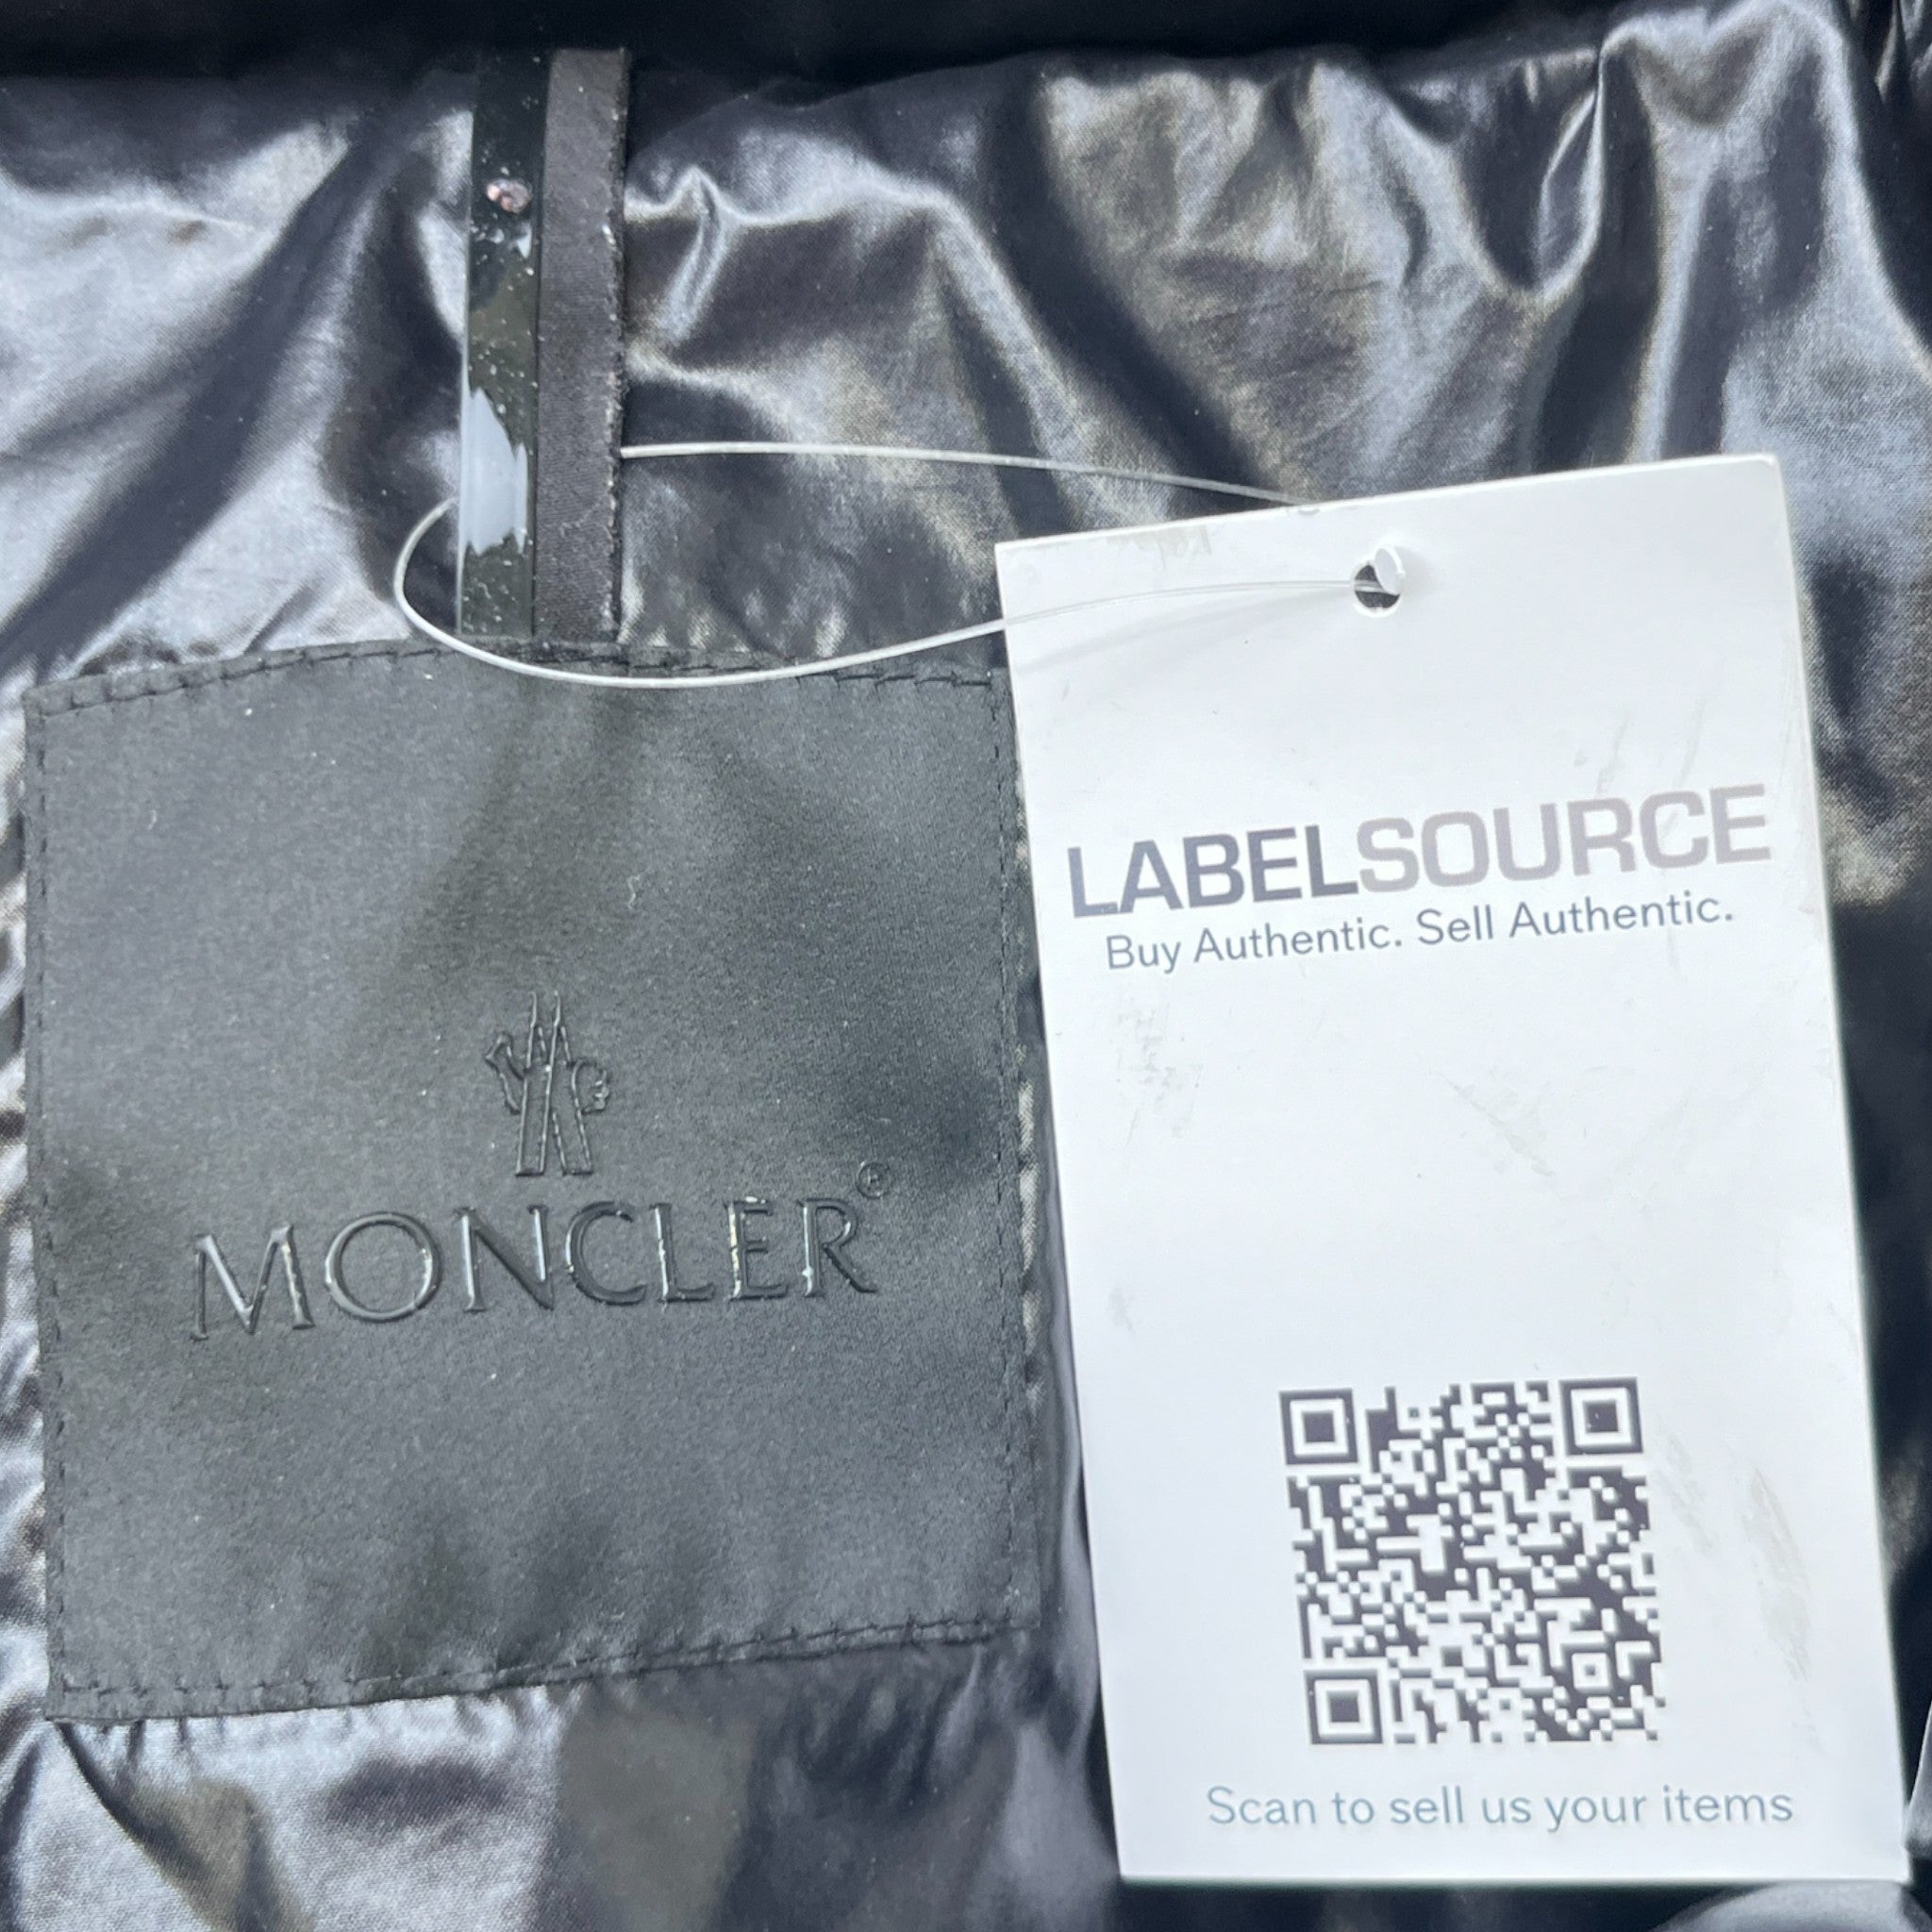 MONCLER®
LABELSOURCE
Buy Authentic. Sell Authentic.
Scan to sell us your items